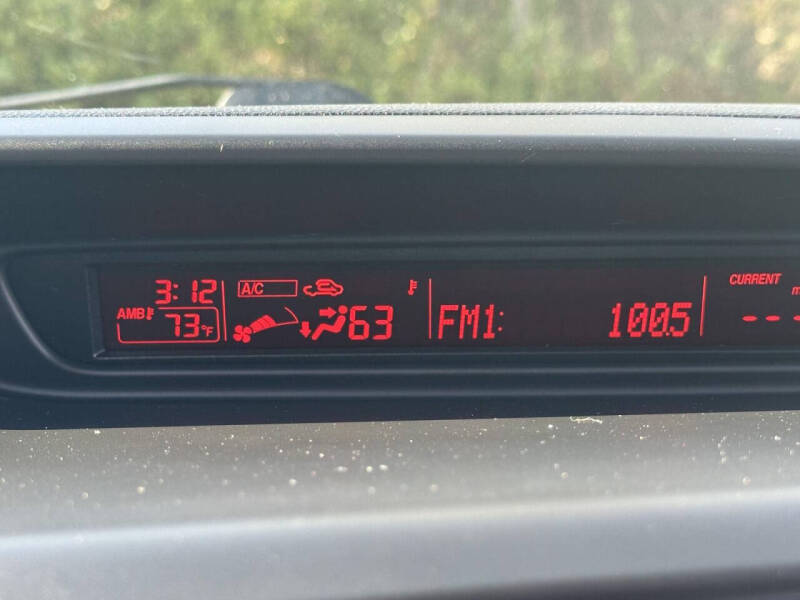 3:12 A/C
AMB 73°F 63
FM1: 100.5
CURRENT
m
---